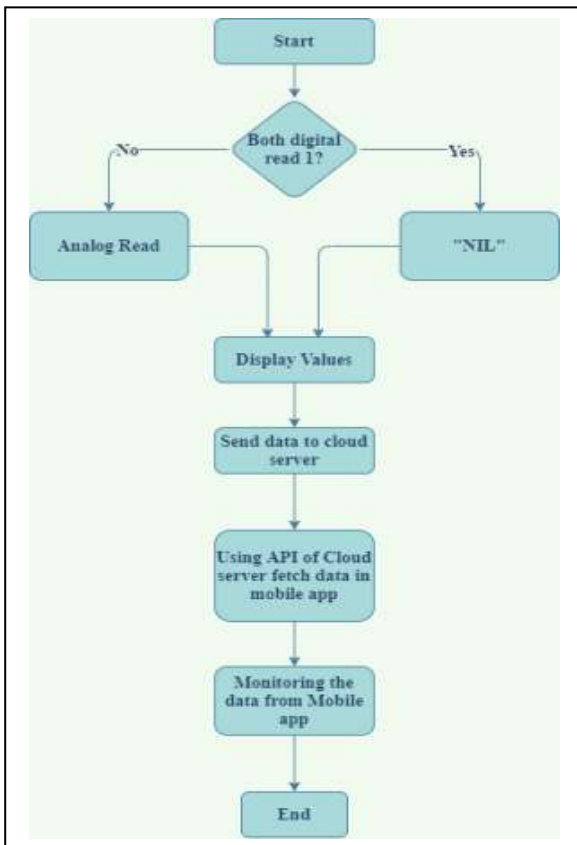 Start
Both digital
read 1?
No
Yes
Analog Read
"NIL"
Display Values
Send data to cloud
server
Using API of Cloud
server fetch data in
mobile app
Monitoring the
data from Mobile
app
End